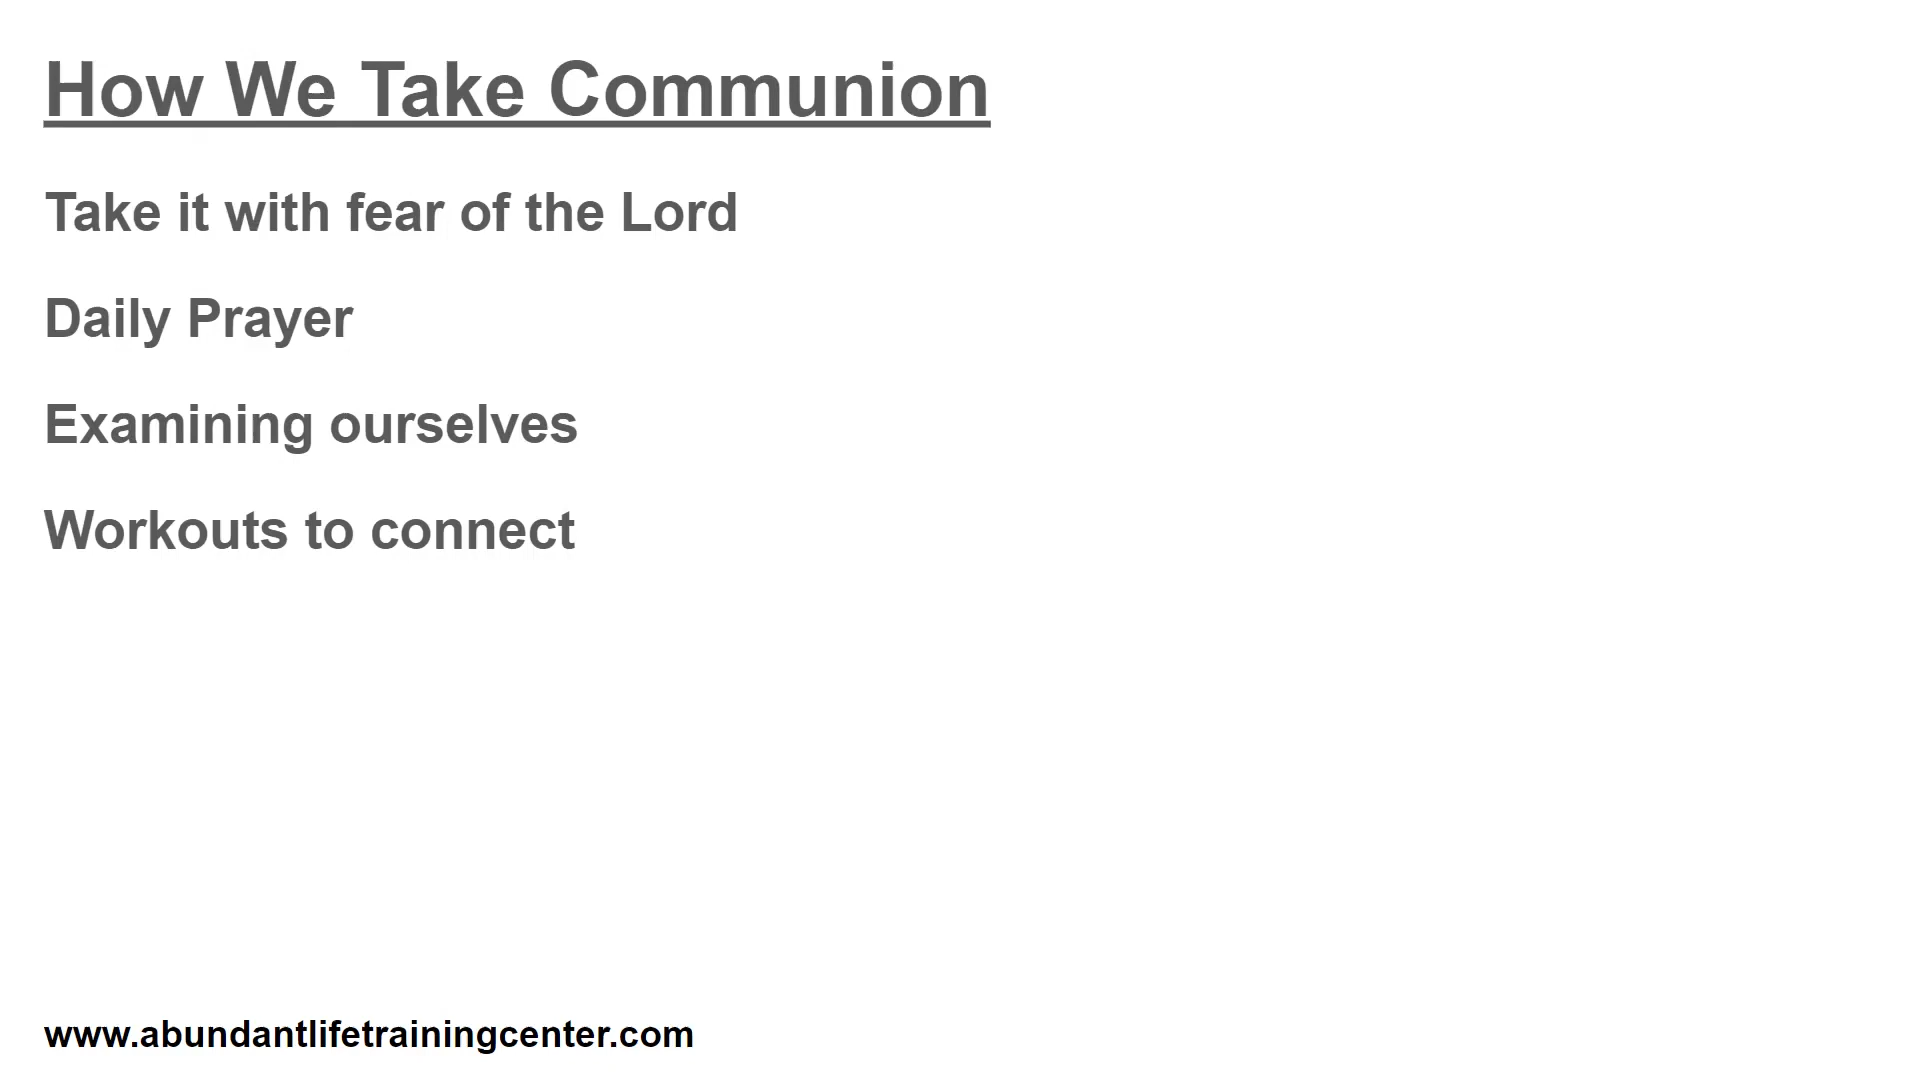 How We Take Communion
Take it with fear of the Lord
Daily Prayer
Examining ourselves
Workouts to connect
www.abundantlifetrainingcenter.com